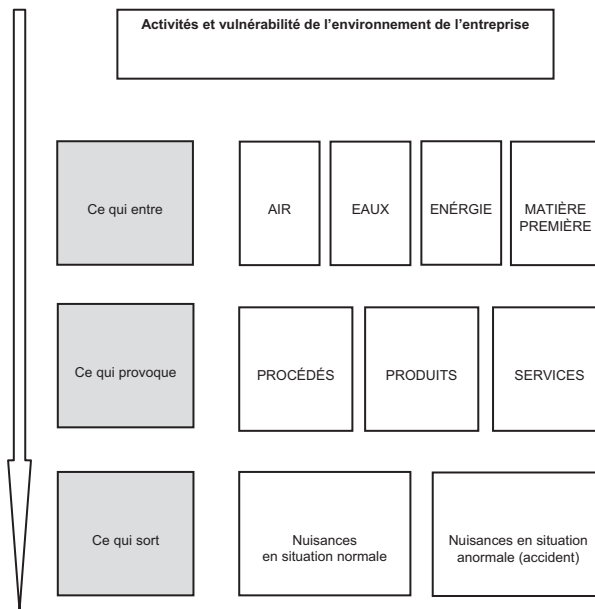 Activités et vulnérabilité de l'environnement de l'entreprise
Ce qui entre
AIR
EAUX
ENÉRGIE
MATIÈRE
PREMIÈRE
Ce qui provoque
PROCÉDÉS
PRODUITS
SERVICES
Ce qui sort
Nuisances
en situation normale
Nuisances en situation
anormale (accident)